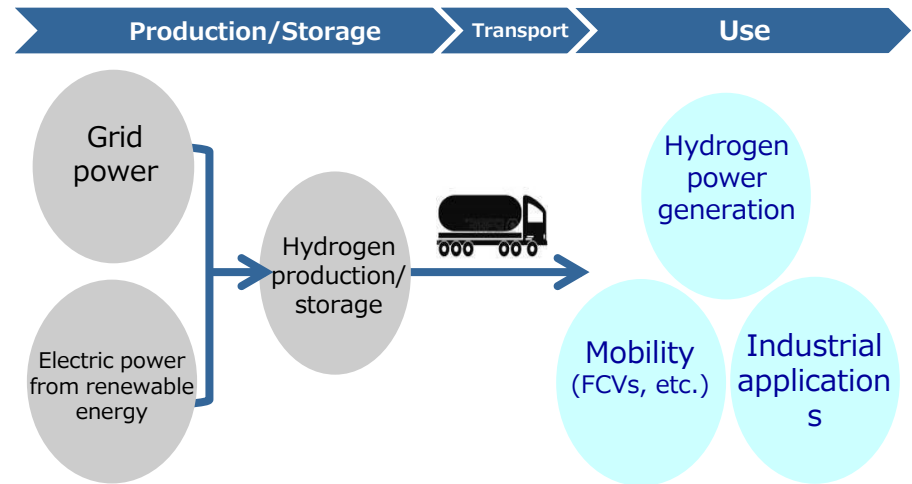 Production/Storage
Transport
Use
Grid
power
Electric power
from renewable
energy
Hydrogen
production/
storage
Hydrogen
power
generation
Mobility
(FCVs, etc.)
Industrial
application
s